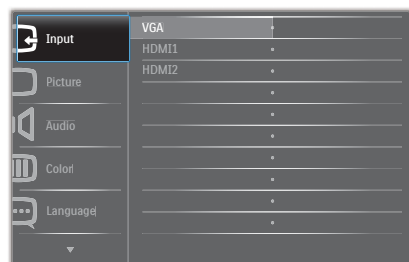 Input
VGA
HDMI1
HDMI2
Picture
Audio
Color
Language